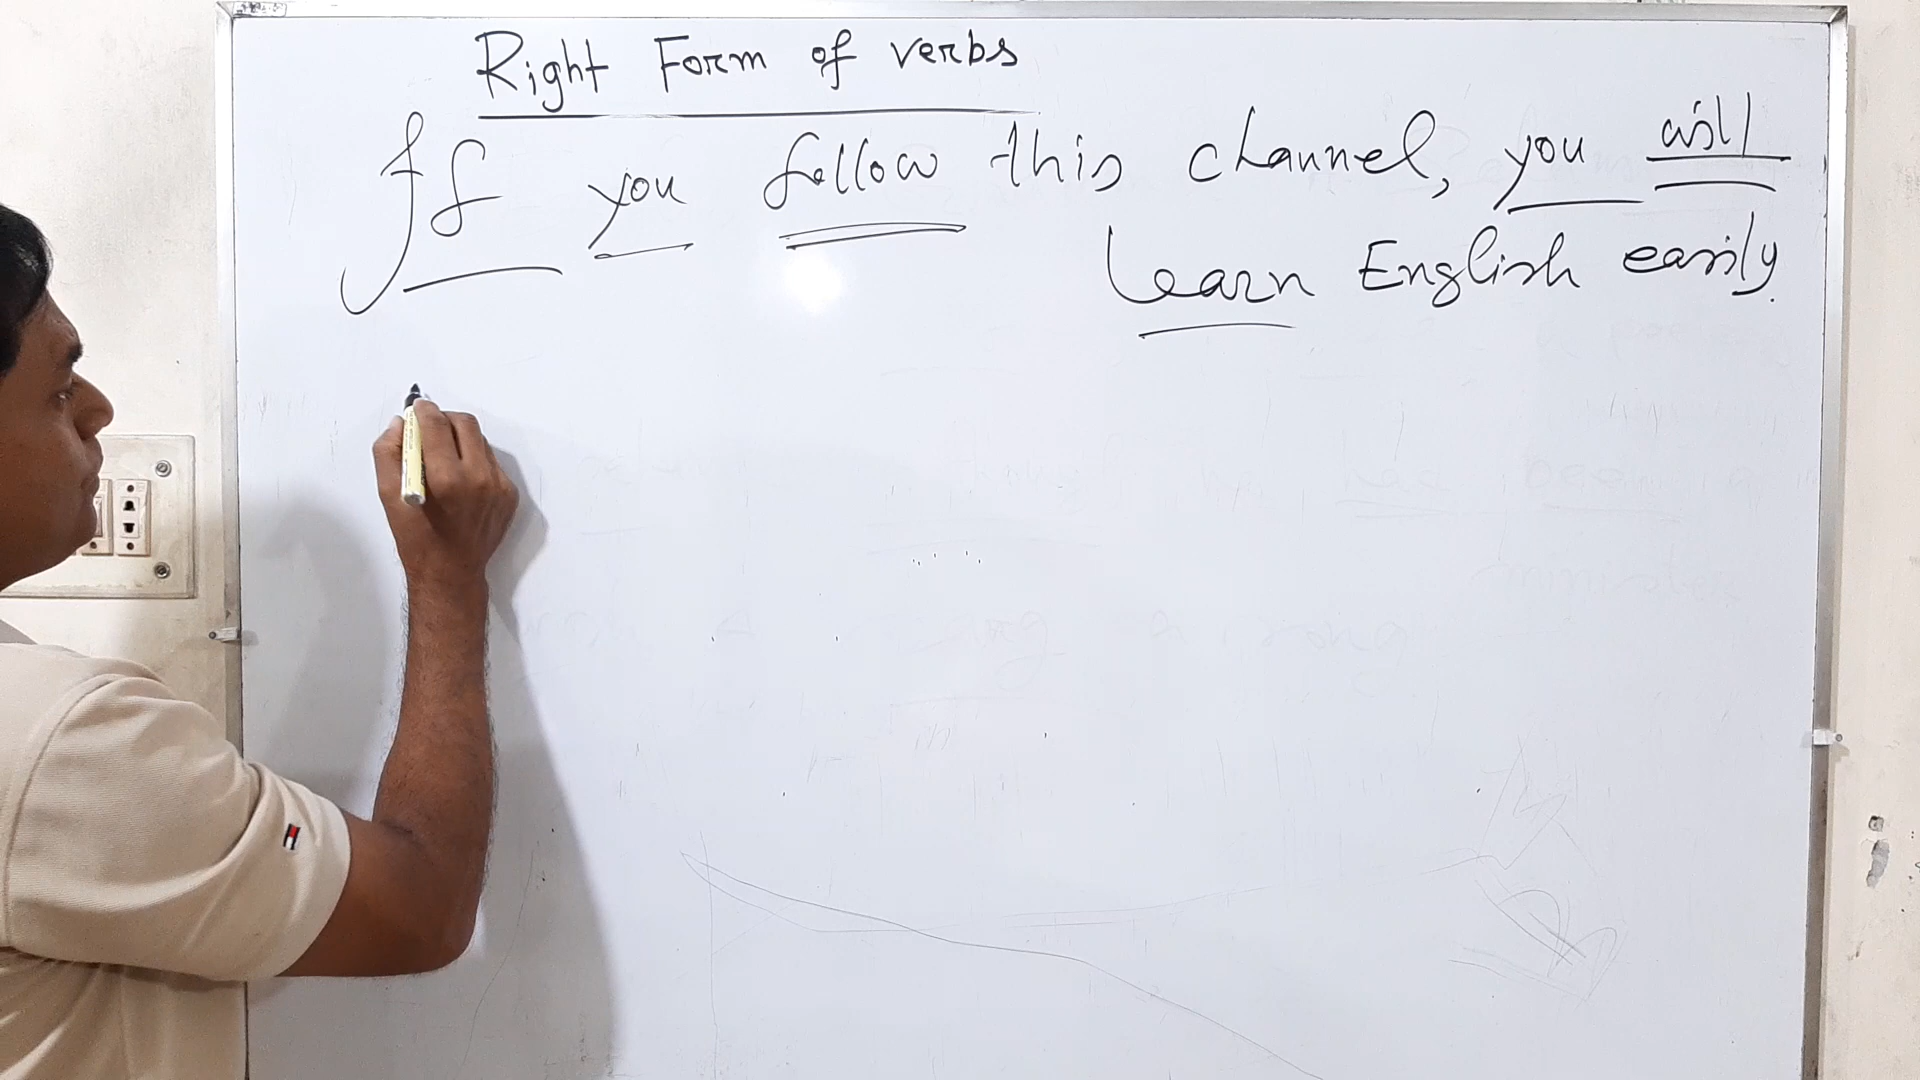 Right Form of verbs
If you follow this channel, you will
learn English easily.